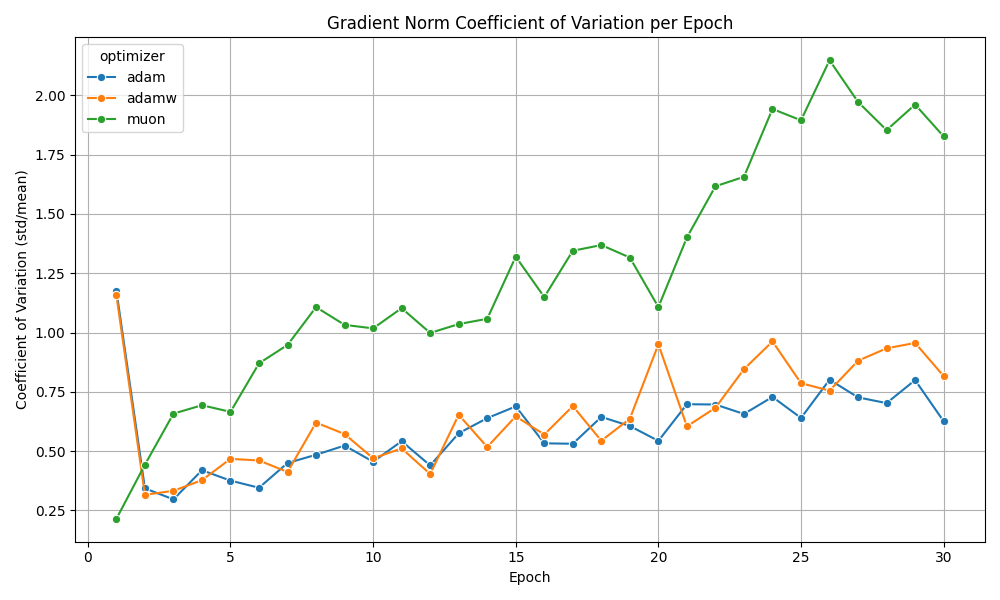 Gradient Norm Coefficient of Variation per Epoch
optimizer
adam
adamw
muon
Coefficient of Variation (std/mean)
2.00
1.75
1.50
1.25
1.00
0.75
0.50
0.25
0 5 10 15 20 25 30
Epoch